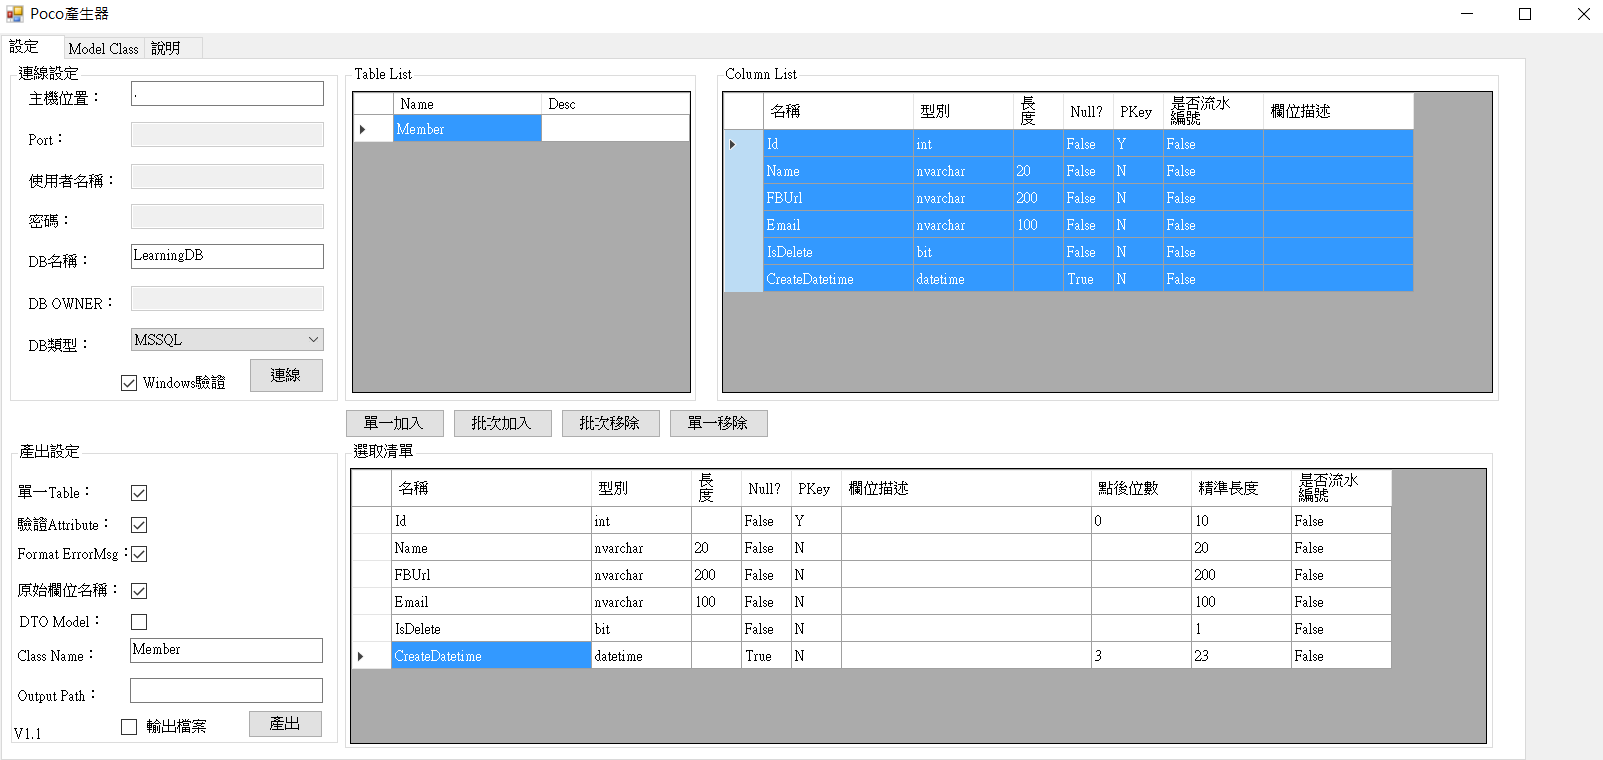 Poco產生器
設定 Model Class 說明
連線設定
主機位置： .
Port：
使用者名稱：
密碼：
DB名稱： LearningDB
DB OWNER：
DB類型： MSSQL
Windows驗證 連線
Table List
Name Desc
Member
Column List
名稱 型別 長度 Null? PKey 是否流水編號 欄位描述
Id int False Y False
Name nvarchar 20 False N False
FBUrl nvarchar 200 False N False
Email nvarchar 100 False N False
IsDelete bit False N False
CreateDatetime datetime True N False
單一加入 批次加入 批次移除 單一移除
產出設定
單一Table：
驗證Attribute：
Format ErrorMsg：
原始欄位名稱：
DTO Model：
Class Name： Member
Output Path：
輸出檔案 產出
V1.1
選取清單
名稱 型別 長度 Null? PKey 欄位描述 點後位數 精準長度 是否流水編號
Id int False Y 0 10 False
Name nvarchar 20 False N 20 False
FBUrl nvarchar 200 False N 200 False
Email nvarchar 100 False N 100 False
IsDelete bit False N 1 False
CreateDatetime datetime True N 3 23 False